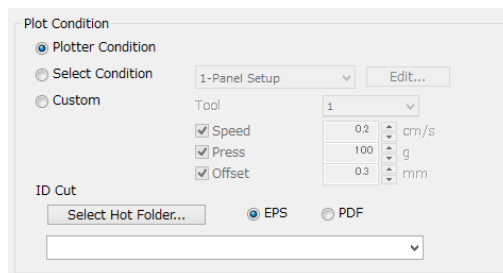 Plot Condition
Plotter Condition
Select Condition 1-Panel Setup Edit...
Custom Tool 1
Speed 0.2 cm/s
Press 100 g
Offset 0.3 mm
ID Cut
Select Hot Folder... EPS PDF